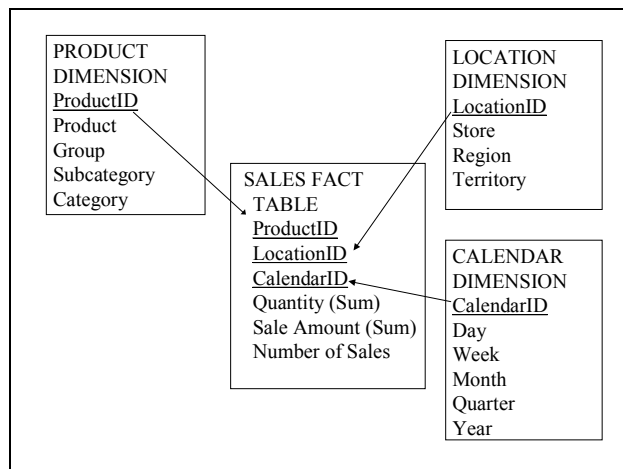 PRODUCT
DIMENSION
ProductID
Product
Group
Subcategory
Category
LOCATION
DIMENSION
LocationID
Store
Region
Territory
SALES FACT
TABLE
ProductID
LocationID
CalendarID
Quantity (Sum)
Sale Amount (Sum)
Number of Sales
CALENDAR
DIMENSION
CalendarID
Day
Week
Month
Quarter
Year